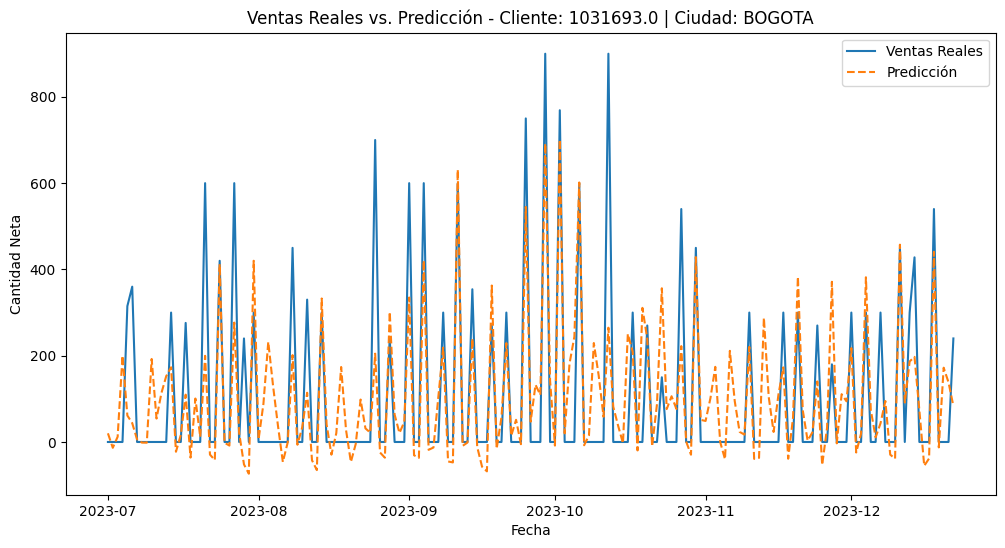 Ventas Reales vs. Predicción - Cliente: 1031693.0 | Ciudad: BOGOTA
Ventas Reales
Predicción
Cantidad Neta
800
600
400
200
0
2023-07
2023-08
2023-09
2023-10
2023-11
2023-12
Fecha